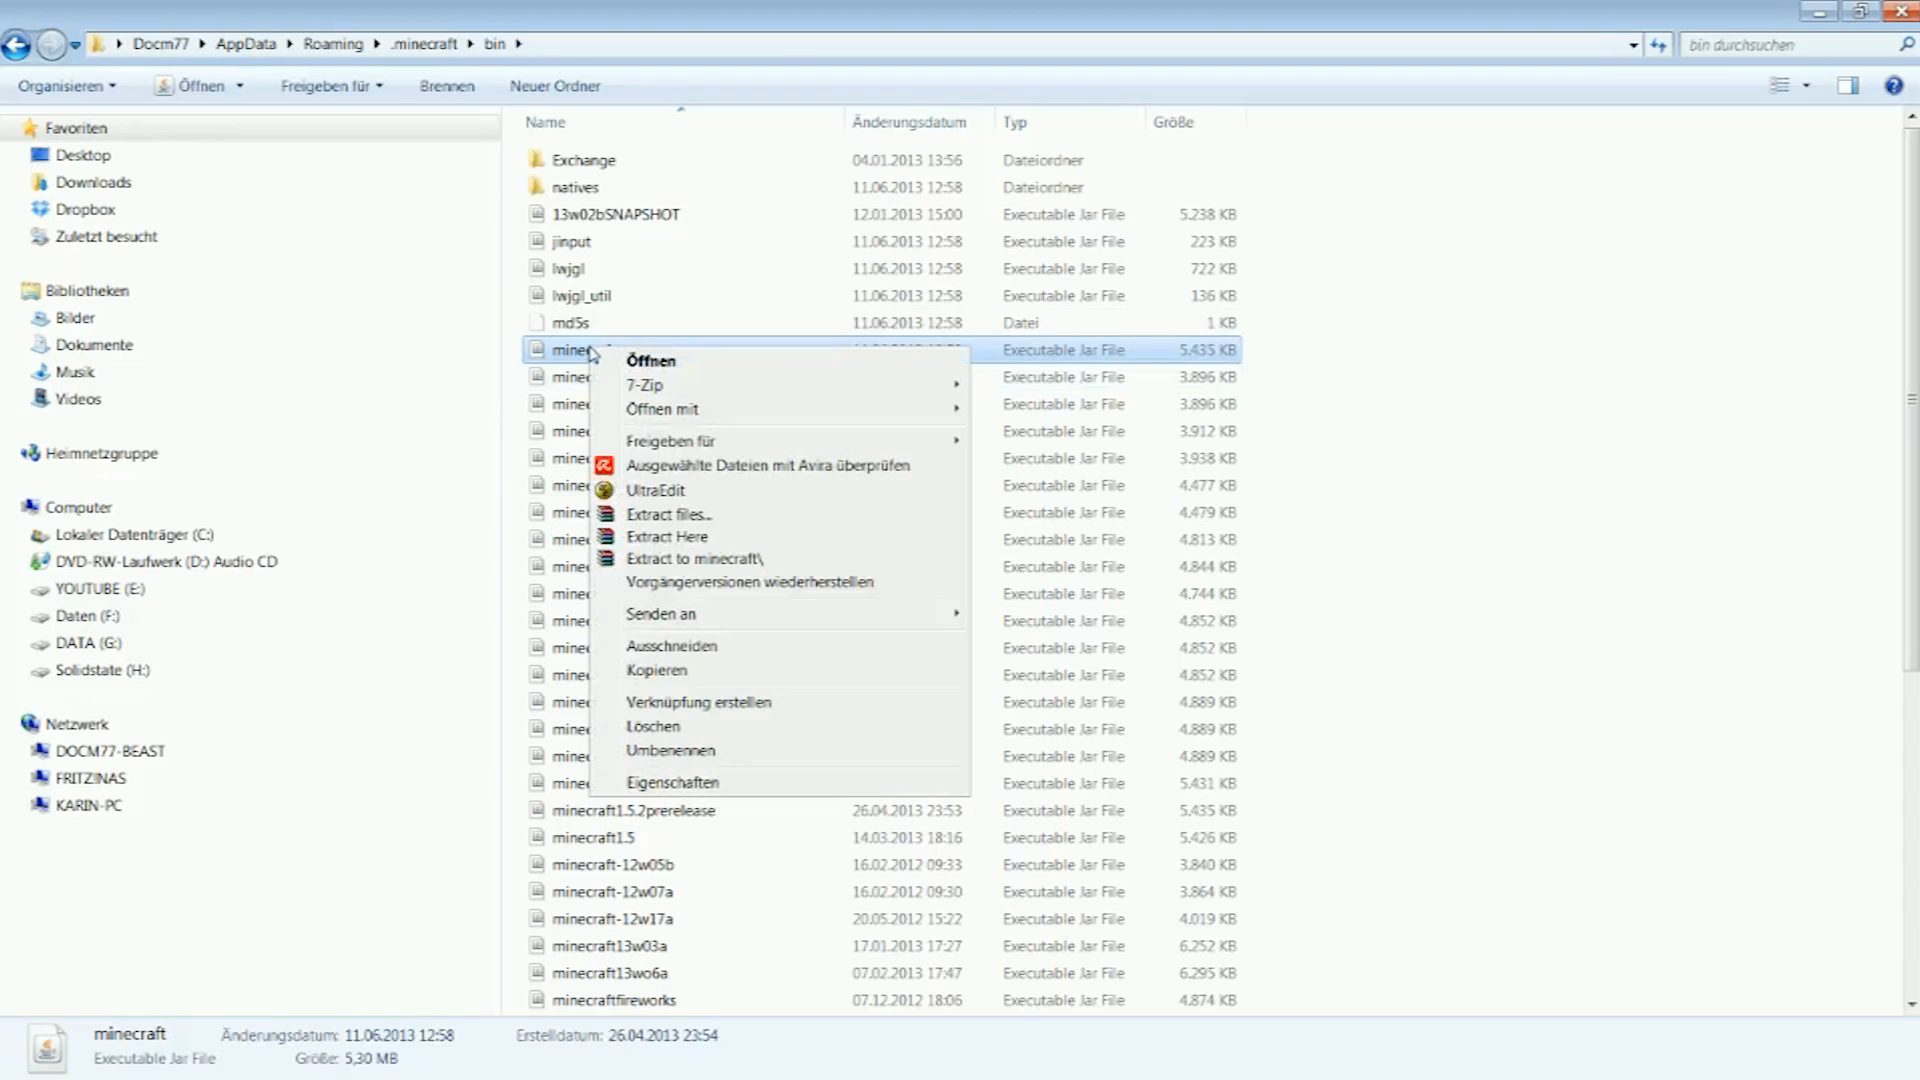 Docm77 AppData Roaming .minecraft bin
bin durchsuchen
Organisieren Öffnen Freigeben für Brennen Neuer Ordner
Favoriten
Desktop
Downloads
Dropbox
Zuletzt besucht
Bibliotheken
Bilder
Dokumente
Musik
Videos
Heimnetzgruppe
Computer
Lokaler Datenträger (C:)
DVD-RW-Laufwerk (D:) Audio CD
YOUTUBE (E:)
Daten (F:)
DATA (G:)
Solidstate (H:)
Netzwerk
DOCM77-BEAST
FRITZNAS
KARIN-PC
Name Änderungsdatum Typ Größe
Exchange 04.01.2013 13:56 Dateiordner
natives 11.06.2013 12:58 Dateiordner
13w02bSNAPSHOT 12.01.2013 15:00 Executable Jar File 5.238 KB
jinput 11.06.2013 12:58 Executable Jar File 223 KB
lwjgl 11.06.2013 12:58 Executable Jar File 722 KB
lwjgl_util 11.06.2013 12:58 Executable Jar File 136 KB
md5s 11.06.2013 12:58 Datei 1 KB
Executable Jar File 5.435 KB
Executable Jar File 3.896 KB
Executable Jar File 3.896 KB
Executable Jar File 3.912 KB
Executable Jar File 3.938 KB
Executable Jar File 4.477 KB
Executable Jar File 4.479 KB
Executable Jar File 4.813 KB
Executable Jar File 4.844 KB
Executable Jar File 4.744 KB
Executable Jar File 4.852 KB
Executable Jar File 4.852 KB
Executable Jar File 4.852 KB
Executable Jar File 4.889 KB
Executable Jar File 4.889 KB
Executable Jar File 4.889 KB
Executable Jar File 5.431 KB
minecraft1.5.2prerelease 26.04.2013 23:53 Executable Jar File 5.435 KB
minecraft1.5 14.03.2013 18:16 Executable Jar File 5.426 KB
minecraft-12w05b 16.02.2012 09:33 Executable Jar File 3.840 KB
minecraft-12w07a 16.02.2012 09:30 Executable Jar File 3.864 KB
minecraft-12w17a 20.05.2012 15:22 Executable Jar File 4.019 KB
minecraft13w03a 17.01.2013 17:27 Executable Jar File 6.252 KB
minecraft13wo6a 07.02.2013 17:47 Executable Jar File 6.295 KB
minecraftfireworks 07.12.2012 18:06 Executable Jar File 4.874 KB
Öffnen
7-Zip
Öffnen mit
Freigeben für
Ausgewählte Dateien mit Avira überprüfen
UltraEdit
Extract files...
Extract Here
Extract to minecraft\
Vorgängerversionen wiederherstellen
Senden an
Ausschneiden
Kopieren
Verknüpfung erstellen
Löschen
Umbenennen
Eigenschaften
minecraft Änderungsdatum: 11.06.2013 12:58 Erstelldatum: 26.04.2013 23:54
Executable Jar File Größe: 5,30 MB